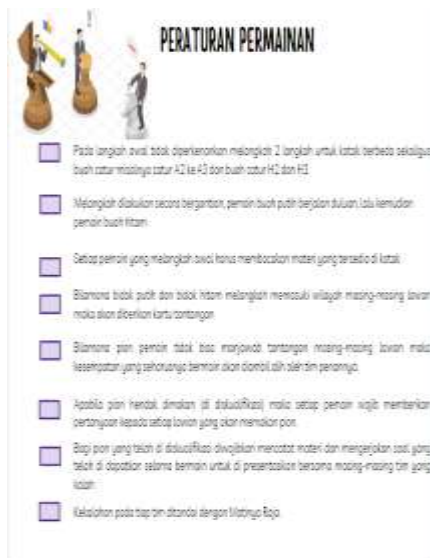 PERATURAN PERMAINAN
Pada langkah awal tidak diperkenankan melangkah 2 langkah untuk kotak berbeda sekaligus
buah catur misalnya catur A2 ke A3 dan buah catur H2 dan H3
Melangkah dilakukan secara bergantian, pemain buah putih berjalan duluan, lalu kemudian
pemain buah hitam
Setiap pemain yang melangkah awal harus membacakan materi yang tersedia di kotak
Bilamana bidak putih dan bidak hitam melangkah memasuki wilayah masing-masing lawan
maka akan diberikan kartu tantangan
Bilamana pion pemain tidak bisa menjawab tantangan masing-masing lawan maka
kesempatan yang seharusnya bermain akan diambil alih oleh tim
Apabila pion hendak dimakan (di diskualifikasi) maka setiap pemain wajib memberikan
pertanyaan kepada setiap lawan yang akan memakan pion
Bagi pion yang telah di diskualifikasi diwajibkan mencatat materi dan mengerjakan soal yang
telah di dapatkan selama bermain untuk di presentasikan bersama masing-masing tim yang
kalah
Kekalahan pada tiap tim ditandai dengan Matinya Raja